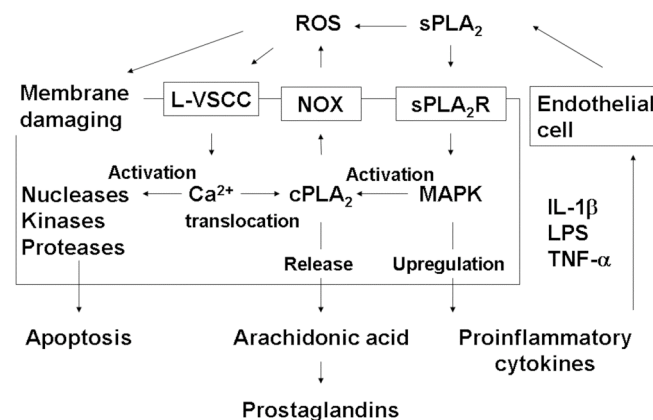 ROS
sPLA₂
Membrane
damaging
L-VSCC
NOX
sPLA₂R
Endothelial
cell
Activation
Activation
Nucleases
Kinases
Proteases
Ca²⁺
translocation
cPLA₂
MAPK
IL-1β
LPS
TNF-α
Release
Upregulation
Apoptosis
Arachidonic acid
Proinflammatory
cytokines
Prostaglandins